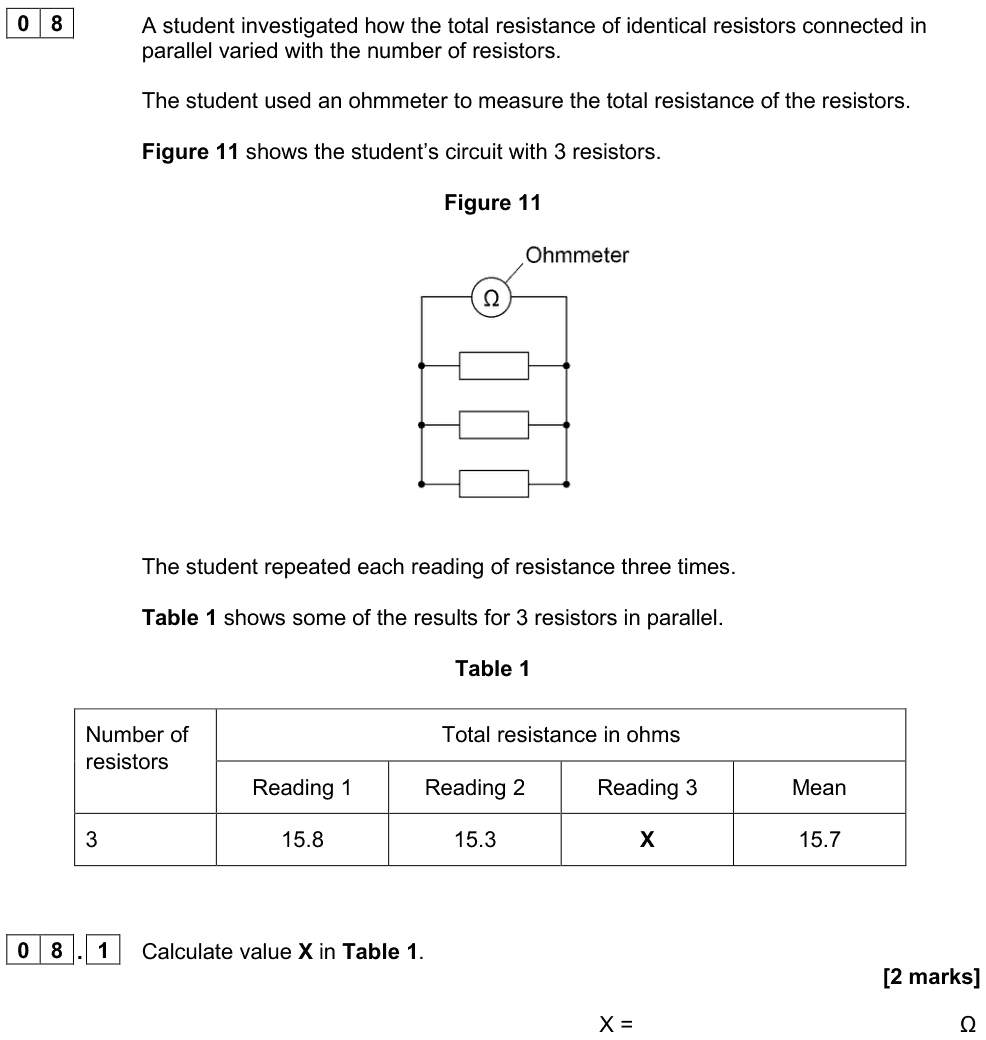 0 8 A student investigated how the total resistance of identical resistors connected in
parallel varied with the number of resistors.
The student used an ohmmeter to measure the total resistance of the resistors.
Figure 11 shows the student's circuit with 3 resistors.
Figure 11
Ohmmeter
Ω
The student repeated each reading of resistance three times.
Table 1 shows some of the results for 3 resistors in parallel.
Table 1
Number of resistors Total resistance in ohms
Reading 1 Reading 2 Reading 3 Mean
3 15.8 15.3 X 15.7
0 8 . 1 Calculate value X in Table 1.
[2 marks]
X = Ω